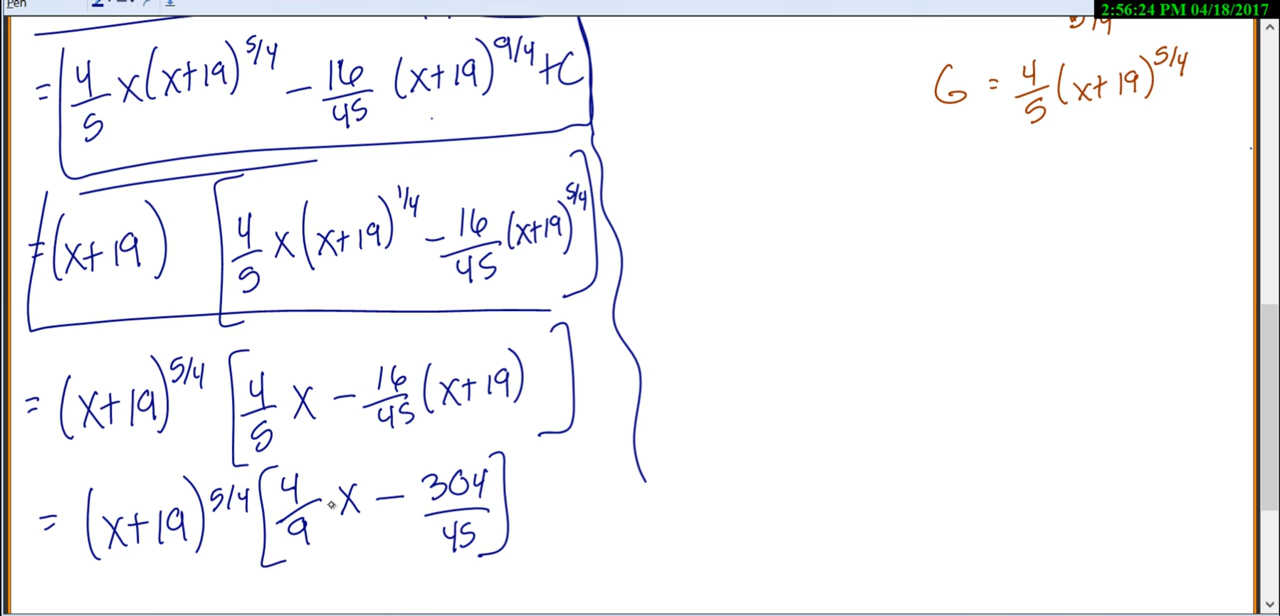 Pen
2:56:24 PM 04/18/2017
= 4/5 x(x+19)^5/4 - 16/45 (x+19)^9/4 + C
G = 4/5 (x+19)^5/4
= (x+19) [4/5 x(x+19)^1/4 - 16/45 (x+19)^5/4]
= (x+19)^5/4 [4/5 x - 16/45 (x+19)]
= (x+19)^5/4 [4/9 · x - 304/45]